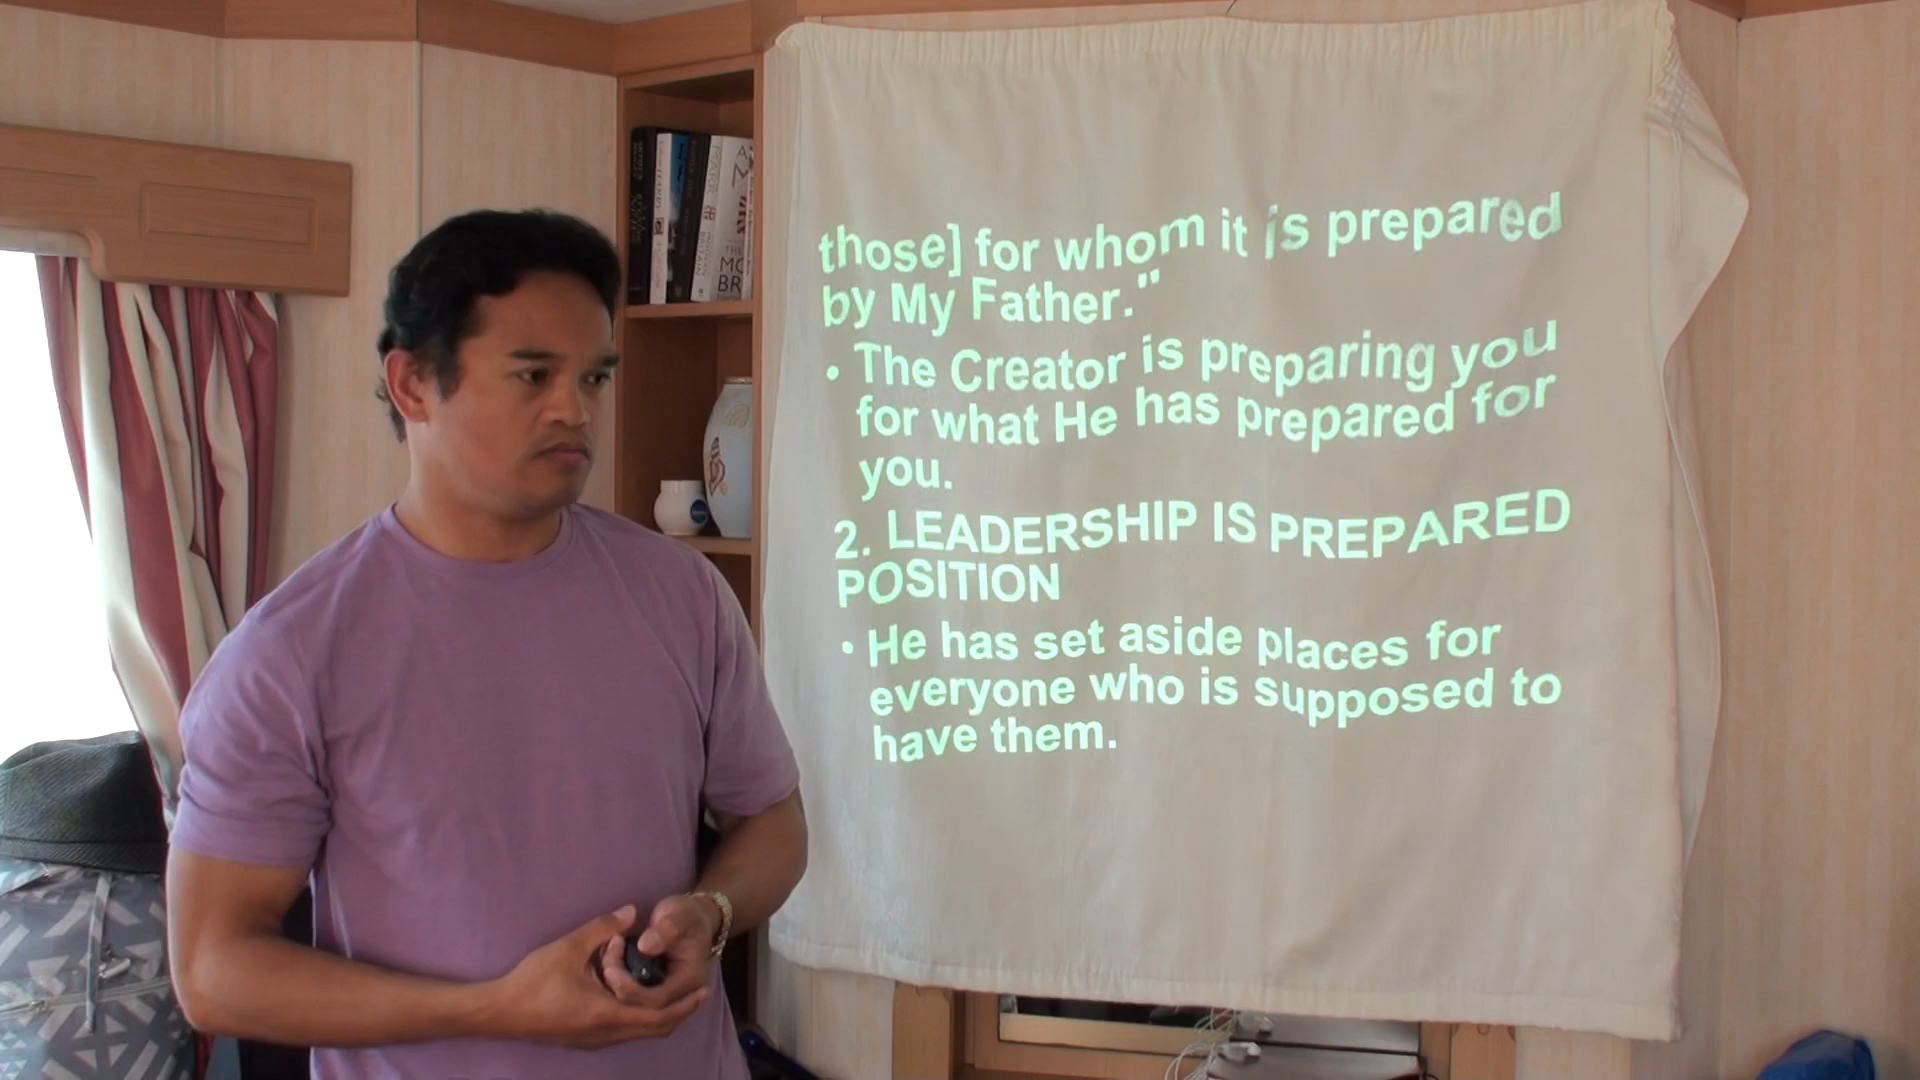 those] for whom it is prepared
by My Father."
• The Creator is preparing you
for what He has prepared for
you.
2. LEADERSHIP IS PREPARED
POSITION
• He has set aside places for
everyone who is supposed to
have them.